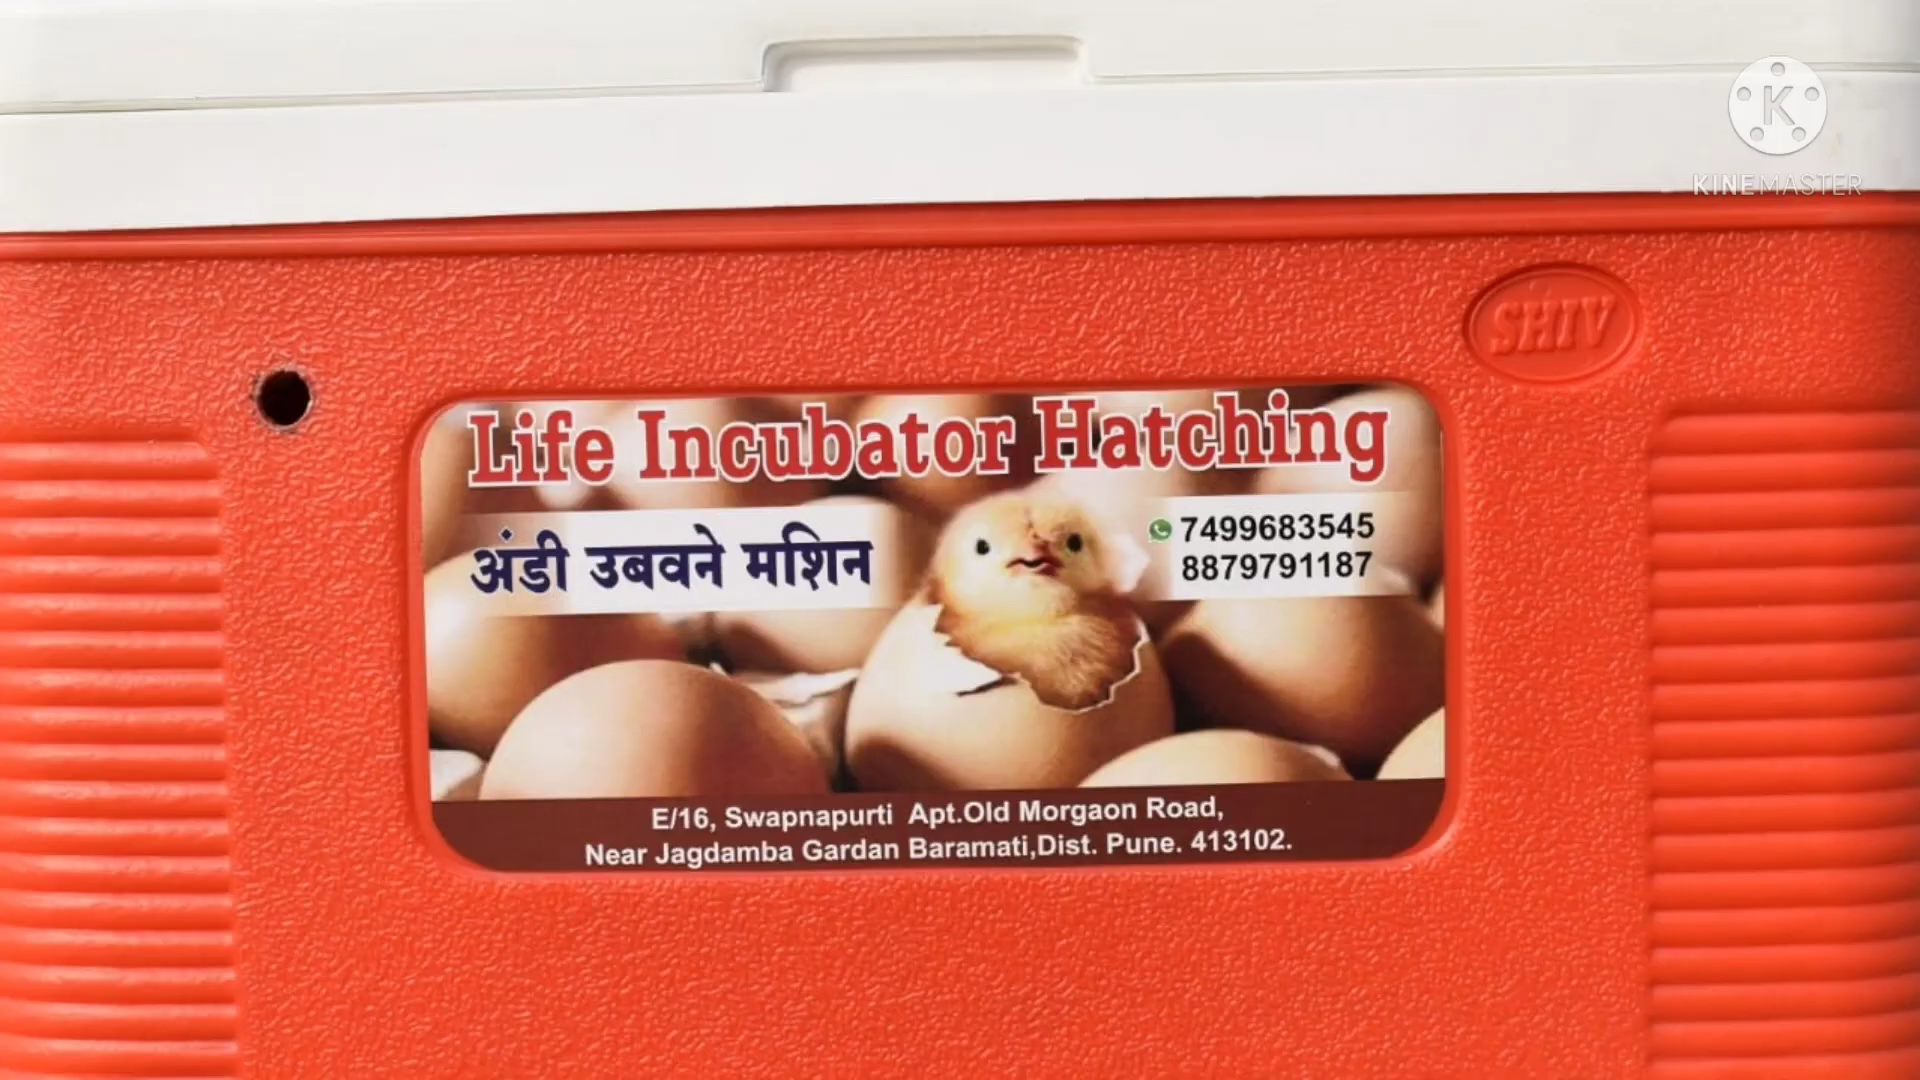 K
KINEMASTER
SHIV
Life Incubator Hatching
अंडी उबवने मशिन
7499683545
8879791187
E/16, Swapnapurti Apt.Old Morgaon Road,
Near Jagdamba Gardan Baramati,Dist. Pune. 413102.